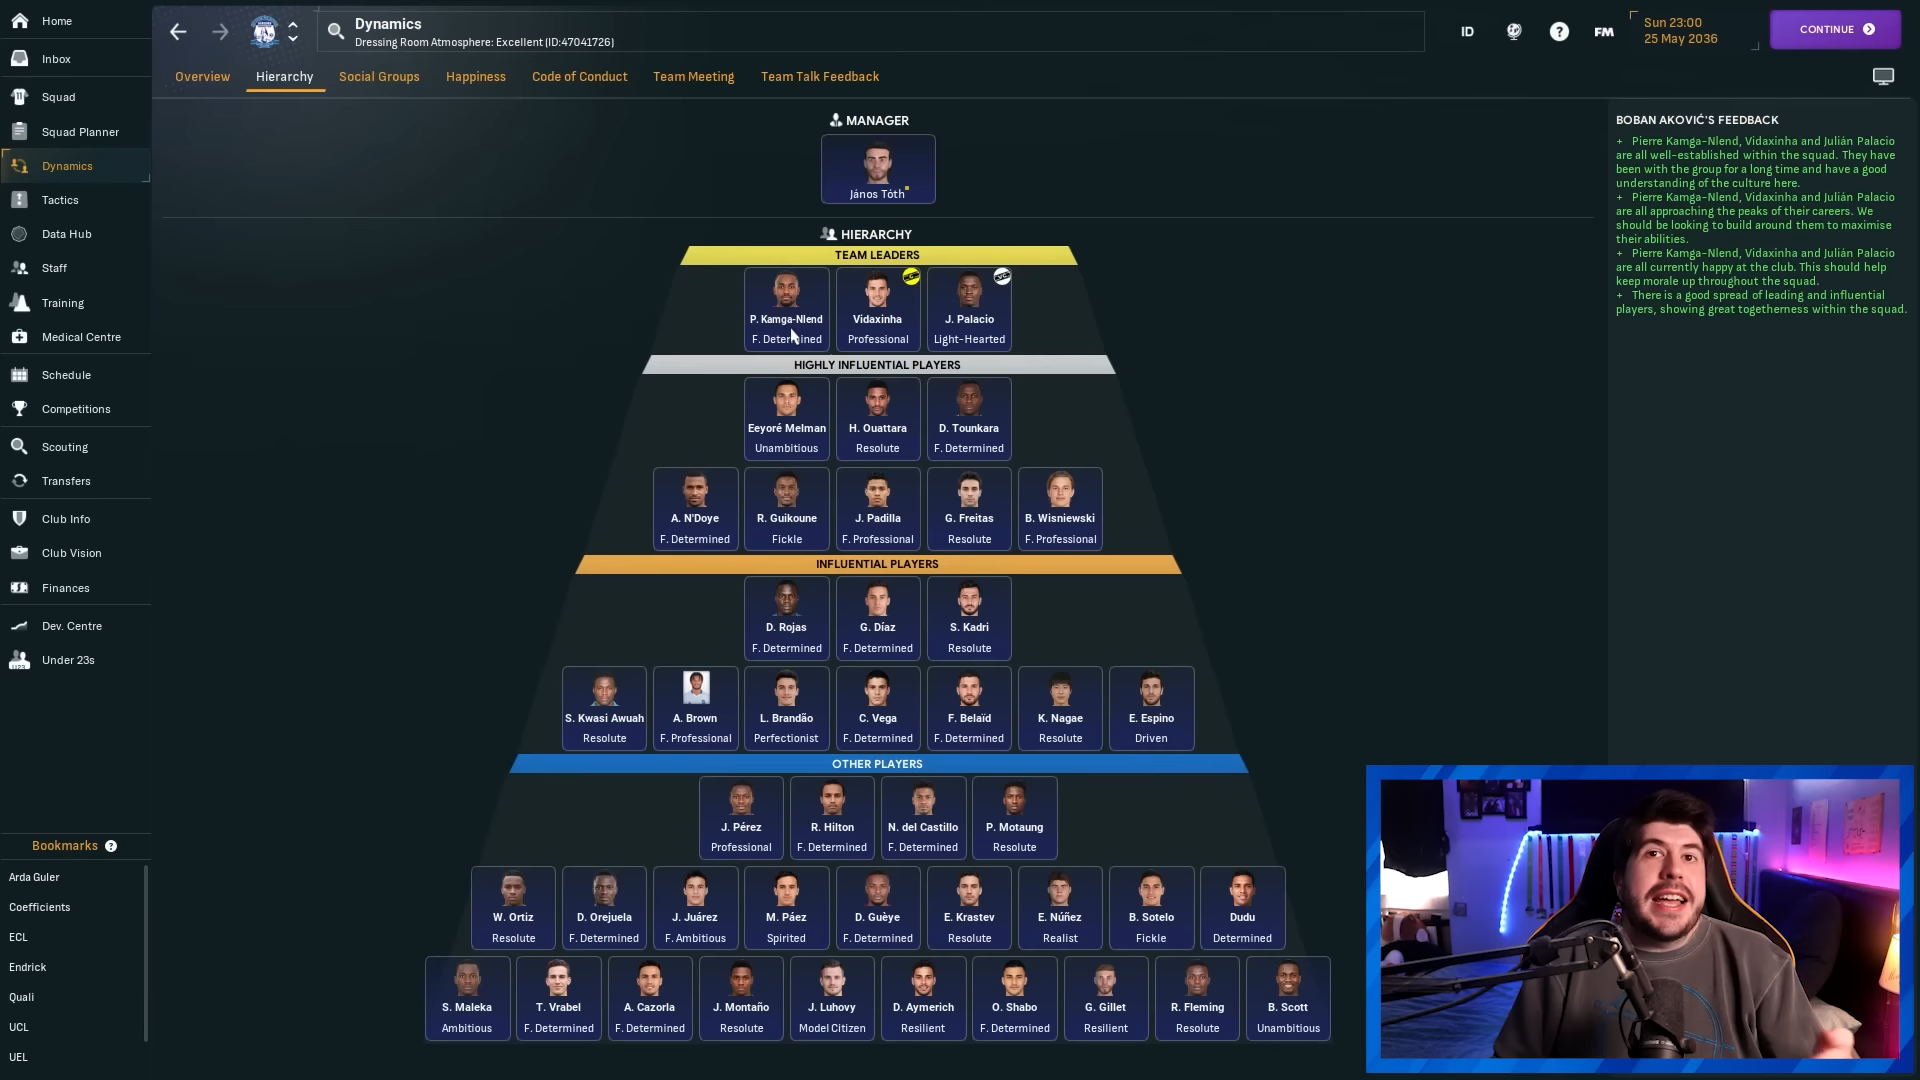 Home
Inbox
Squad
Squad Planner
Dynamics
Tactics
Data Hub
Staff
Training
Medical Centre
Schedule
Competitions
Scouting
Transfers
Club Info
Club Vision
Finances
Dev. Centre
Under 23s
Bookmarks ?
Arda Guler
Coefficients
ECL
Endrick
Quali
UCL
UEL
Dynamics
Dressing Room Atmosphere: Excellent (ID:47041726)
ID
?
FM
Sun 23:00
25 May 2036
CONTINUE
Overview Hierarchy Social Groups Happiness Code of Conduct Team Meeting Team Talk Feedback
MANAGER
János Tóth
HIERARCHY
TEAM LEADERS
P. Kamga-Nlend Vidaxinha J. Palacio
F. Determined Professional Light-Hearted
HIGHLY INFLUENTIAL PLAYERS
Eeyoré Melman H. Ouattara D. Tounkara
Unambitious Resolute F. Determined
A. N'Doye R. Guikoune J. Padilla G. Freitas B. Wisniewski
F. Determined Fickle F. Professional Resolute F. Professional
INFLUENTIAL PLAYERS
D. Rojas G. Díaz S. Kadri
F. Determined F. Determined Resolute
S. Kwasi Awuah A. Brown L. Brandão C. Vega F. Belaïd K. Nagae E. Espino
Resolute F. Professional Perfectionist F. Determined F. Determined Resolute Driven
OTHER PLAYERS
J. Pérez R. Hilton N. del Castillo P. Motaung
Professional F. Determined F. Determined Resolute
W. Ortiz D. Orejuela J. Juárez M. Páez D. Guèye E. Krastev E. Núñez B. Sotelo Dudu
Resolute F. Determined F. Ambitious Spirited F. Determined Resolute Realist Fickle Determined
S. Maleka T. Vrabel A. Cazorla J. Montaño J. Luhovy D. Aymerich O. Shabo G. Gillet R. Fleming B. Scott
Ambitious F. Determined F. Determined Resolute Model Citizen Resilient F. Determined Resilient Resolute Unambitious
BOBAN AKOVIĆ'S FEEDBACK
+ Pierre Kamga-Nlend, Vidaxinha and Julián Palacio
are all well-established within the squad. They have
been with the group for a long time and have a good
understanding of the culture here.
+ Pierre Kamga-Nlend, Vidaxinha and Julián Palacio
are all approaching the peaks of their careers. We
should be looking to build around them to maximise
their abilities.
+ Pierre Kamga-Nlend, Vidaxinha and Julián Palacio
are all currently happy at the club. This should help
keep morale up throughout the squad.
+ There is a good spread of leading and influential
players, showing great togetherness within the squad.